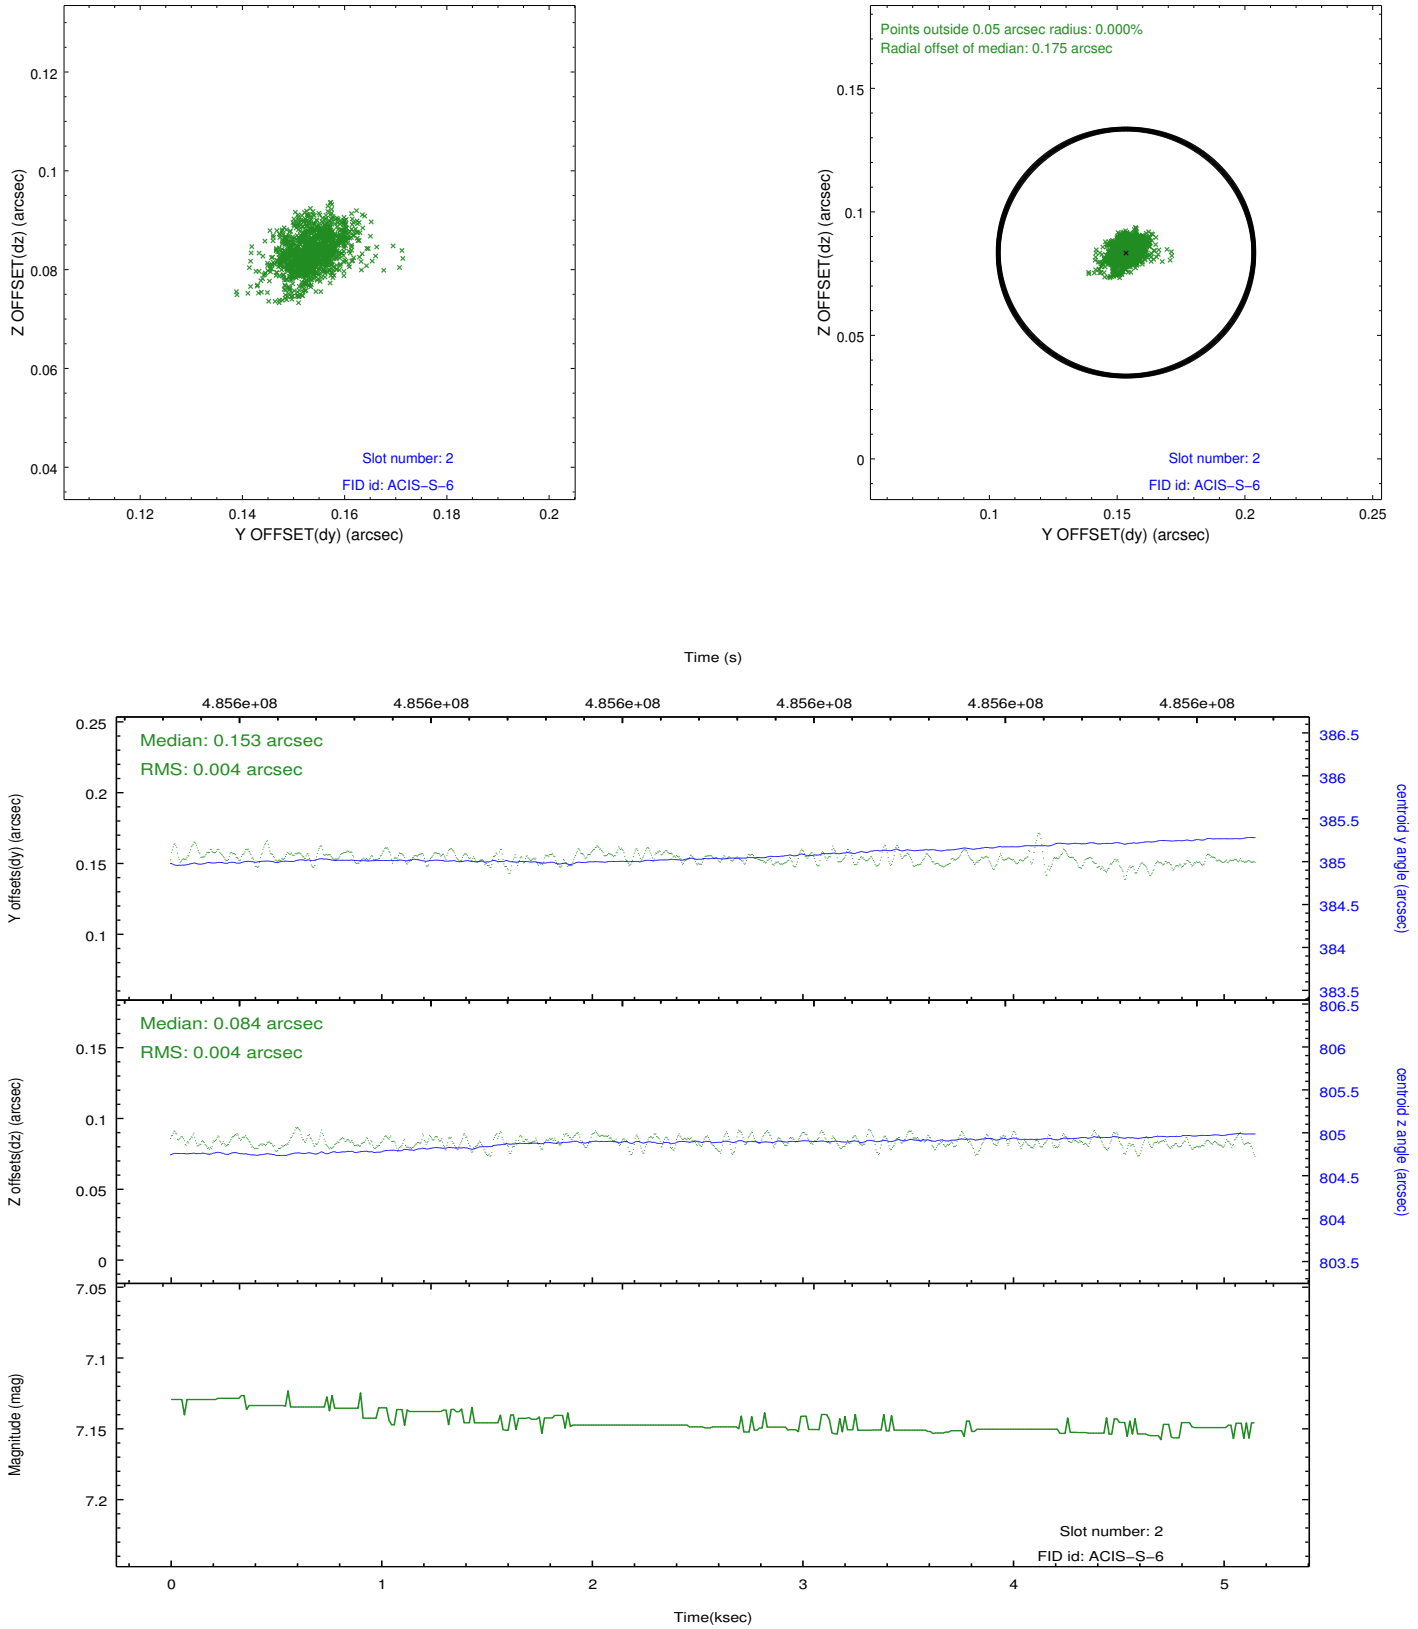 0.12
0.1
0.08
0.06
0.04
Z OFFSET(dz) (arcsec)
Slot number: 2
FID id: ACIS−S−6
0.12 0.14 0.16 0.18 0.2
Y OFFSET(dy) (arcsec)
Points outside 0.05 arcsec radius: 0.000%
Radial offset of median: 0.175 arcsec
0.15
0.1
0.05
0
Z OFFSET(dz) (arcsec)
Slot number: 2
FID id: ACIS−S−6
0.1 0.15 0.2 0.25
Y OFFSET(dy) (arcsec)
Time (s)
4.856e+08 4.856e+08 4.856e+08 4.856e+08 4.856e+08 4.856e+08
Median: 0.153 arcsec
RMS: 0.004 arcsec
0.25
0.2
0.15
0.1
Y offsets(dy) (arcsec)
386.5
386
385.5
385
384.5
384
383.5
centroid y angle (arcsec)
Median: 0.084 arcsec
RMS: 0.004 arcsec
0.15
0.1
0.05
0
Z offsets(dz) (arcsec)
806.5
806
805.5
805
804.5
804
803.5
centroid z angle (arcsec)
7.05
7.1
7.15
7.2
Magnitude (mag)
Slot number: 2
FID id: ACIS−S−6
0 1 2 3 4 5
Time(ksec)